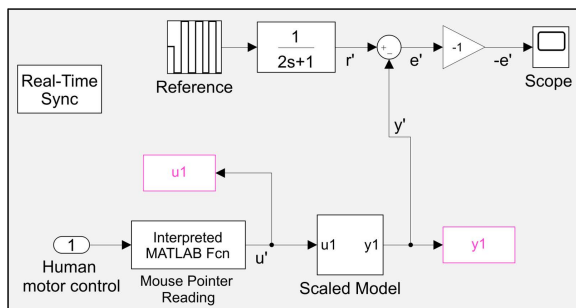 1
2s+1
-1
+
-
Reference
r'
e'
-e'
Scope
Real-Time
Sync
y'
u1
1
Human
motor control
Interpreted
MATLAB Fcn
Mouse Pointer
Reading
u'
u1 y1
Scaled Model
y1